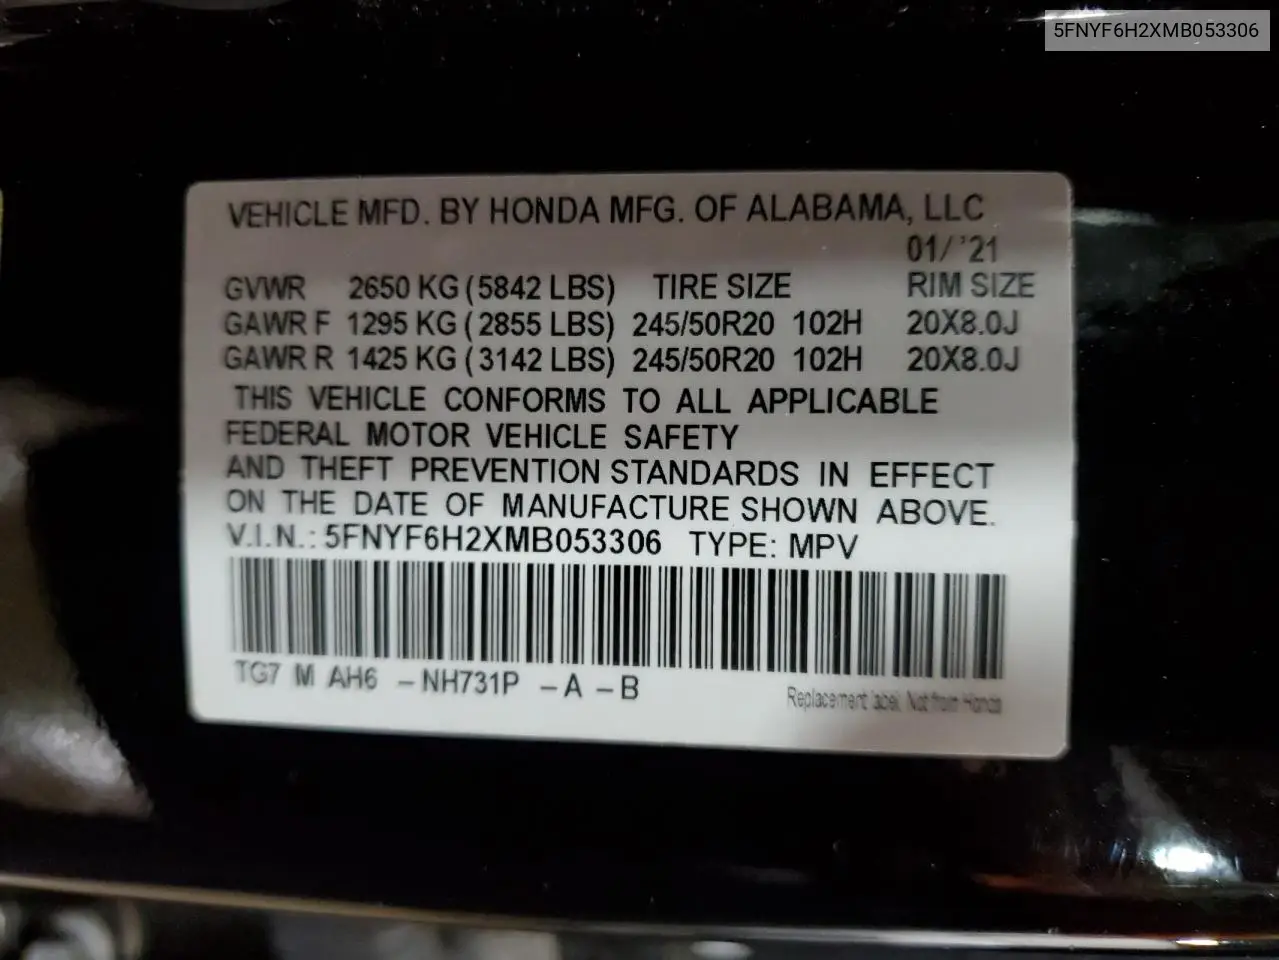 5FNYF6H2XMB053306
VEHICLE MFD. BY HONDA MFG. OF ALABAMA, LLC
01/ '21
GVWR 2650 KG (5842 LBS) TIRE SIZE RIM SIZE
GAWR F 1295 KG (2855 LBS) 245/50R20 102H 20X8.0J
GAWR R 1425 KG (3142 LBS) 245/50R20 102H 20X8.0J
THIS VEHICLE CONFORMS TO ALL APPLICABLE
FEDERAL MOTOR VEHICLE SAFETY
AND THEFT PREVENTION STANDARDS IN EFFECT
ON THE DATE OF MANUFACTURE SHOWN ABOVE.
V.I.N.: 5FNYF6H2XMB053306 TYPE: MPV
TG7 M AH6 -NH731P -A -B
Replacement label, Not from Honda